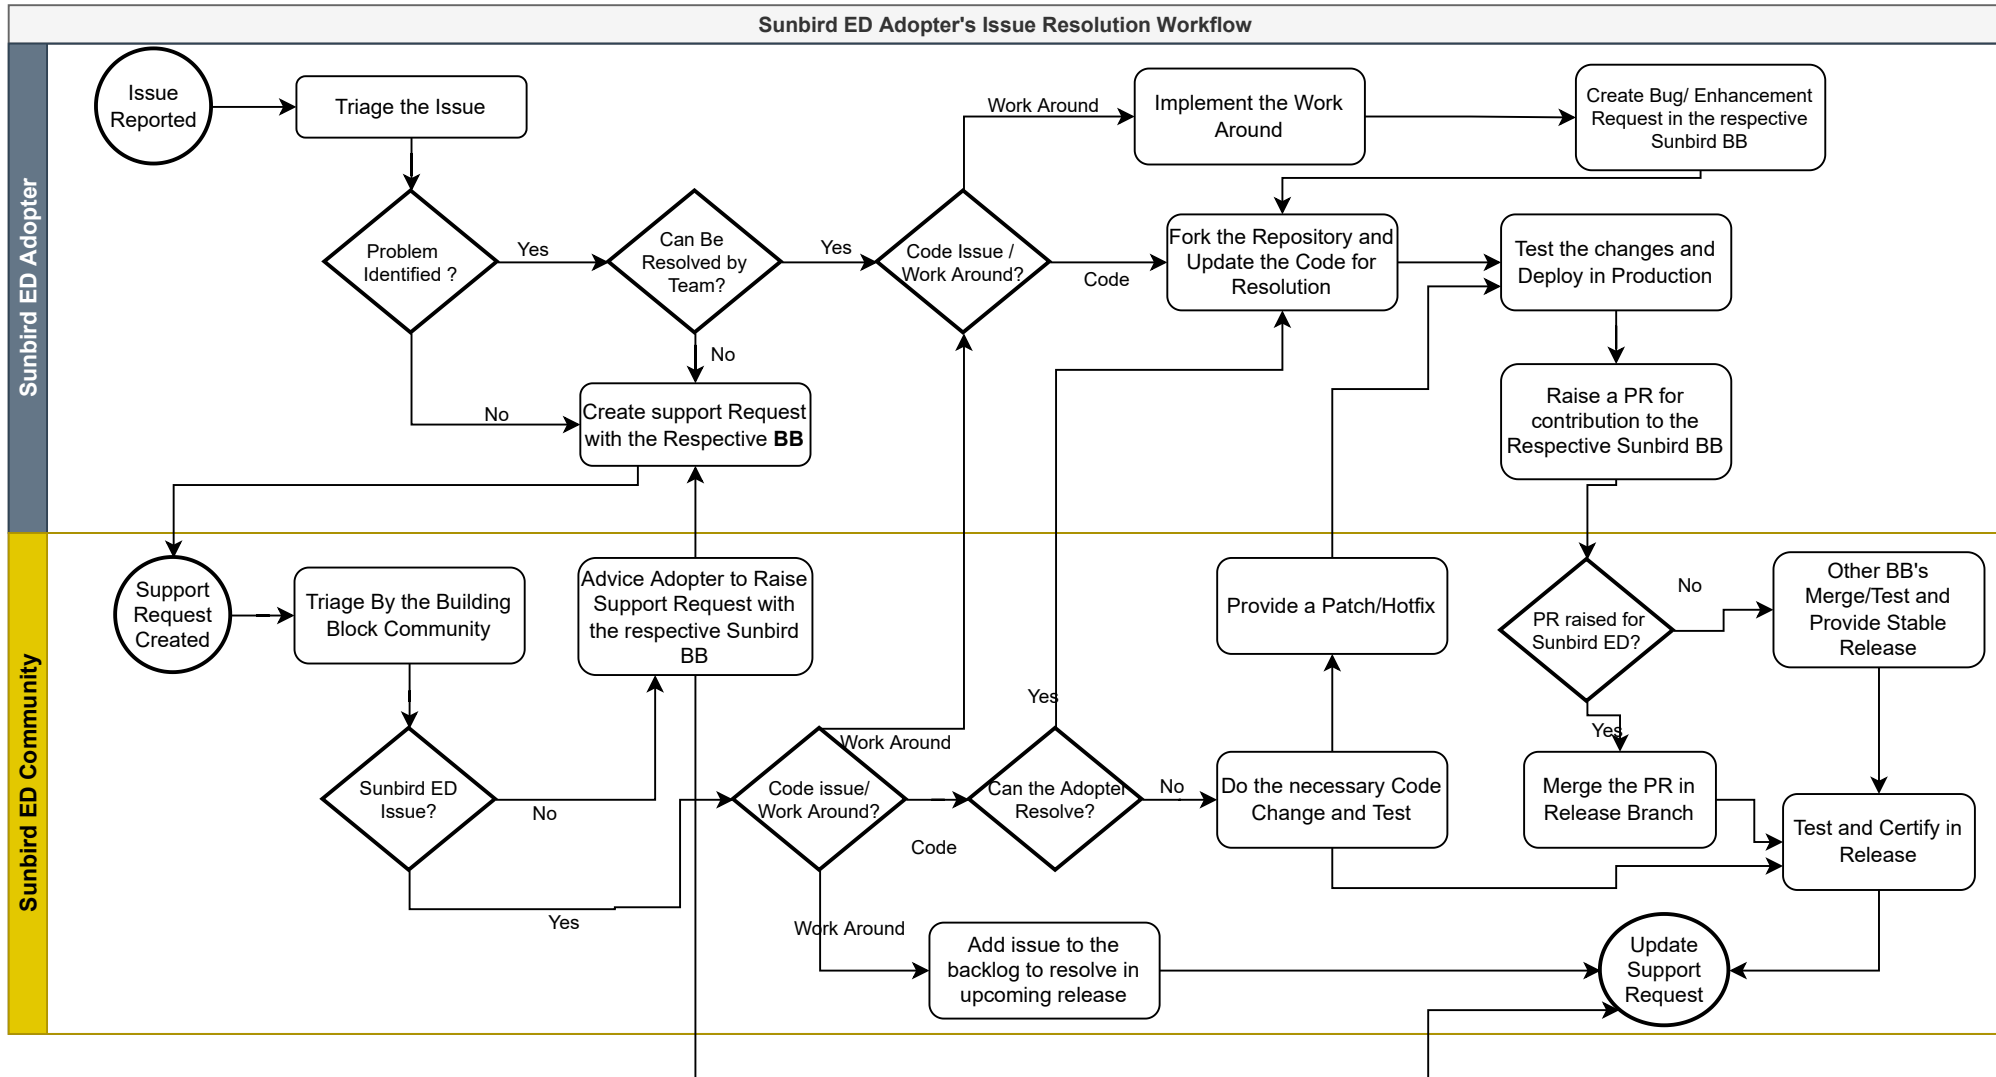 Sunbird ED Adopter's Issue Resolution Workflow
Sunbird ED Adopter
Issue
Reported
Triage the Issue
Work Around
Implement the Work
Around
Create Bug/ Enhancement
Request in the respective
Sunbird BB
Problem
Identified ?
Yes
Can Be
Resolved by
Team?
Yes
Code Issue /
Work Around?
Code
Fork the Repository and
Update the Code for
Resolution
Test the changes and
Deploy in Production
No
No
Create support Request
with the Respective BB
Raise a PR for
contribution to the
Respective Sunbird BB
Sunbird ED Community
Support
Request
Created
Triage By the Building
Block Community
Advice Adopter to Raise
Support Request with
the respective Sunbird
BB
Provide a Patch/Hotfix
PR raised for
Sunbird ED?
No
Other BB's
Merge/Test and
Provide Stable
Release
Yes
Yes
Sunbird ED
Issue?
No
Yes
Work Around
Code issue/
Work Around?
Code
Can the Adopter
Resolve?
No
Do the necessary Code
Change and Test
Merge the PR in
Release Branch
Test and Certify in
Release
Work Around
Add issue to the
backlog to resolve in
upcoming release
Update
Support
Request